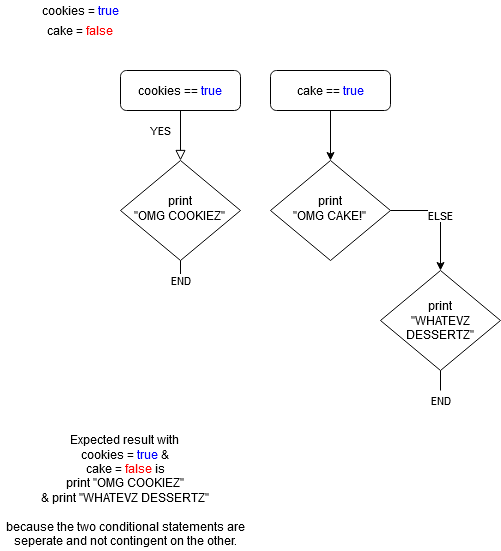 cookies = true
cake = false
cookies == true
cake == true
YES
print
"OMG COOKIEZ"
print
"OMG CAKE!"
ELSE
END
print
"WHATEVZ
DESSERTZ"
END
Expected result with
cookies = true &
cake = false is
print "OMG COOKIEZ"
& print "WHATEVZ DESSERTZ"
because the two conditional statements are
seperate and not contingent on the other.